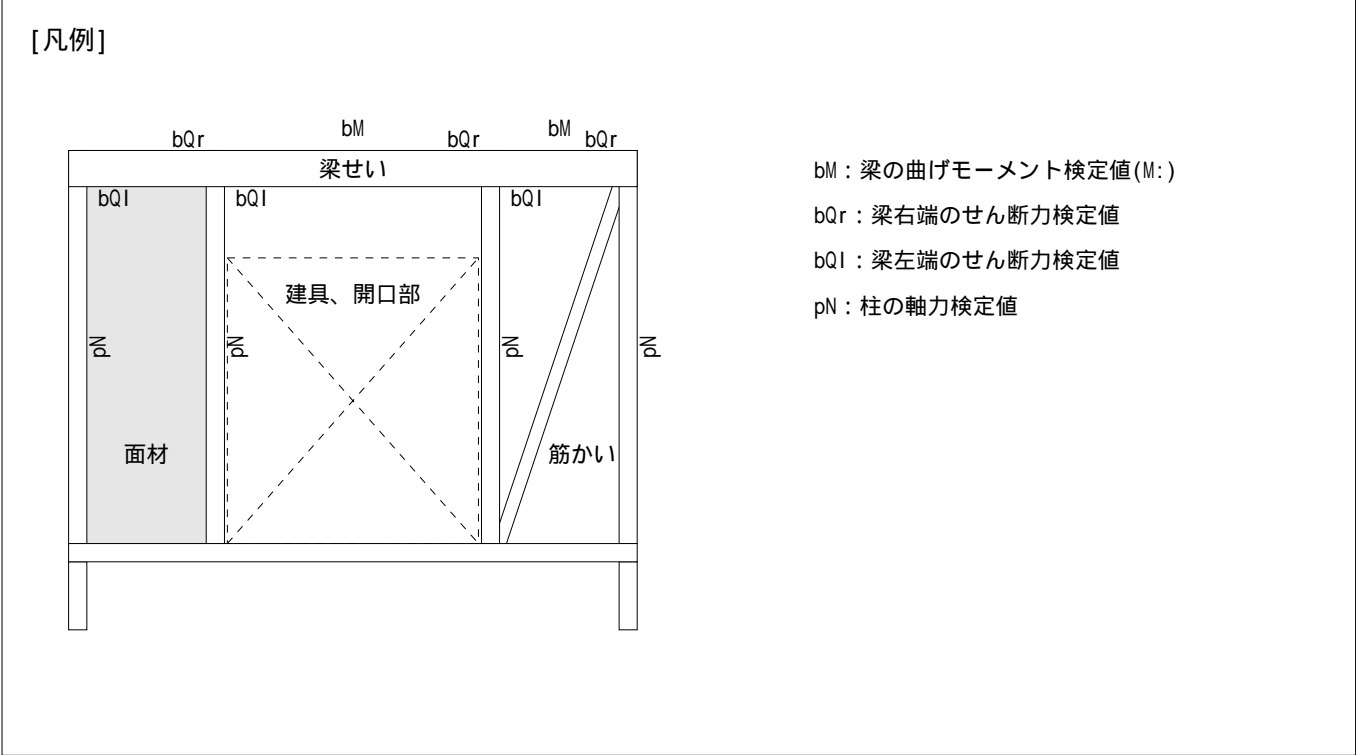 [凡例]
bM bM
bQr bQr bQr
梁せい
bQl bQl bQl
建具、開口部
pN pN pN pN
面材 筋かい
bM：梁の曲げモーメント検定値(M:)
bQr：梁右端のせん断力検定値
bQl：梁左端のせん断力検定値
pN：柱の軸力検定値